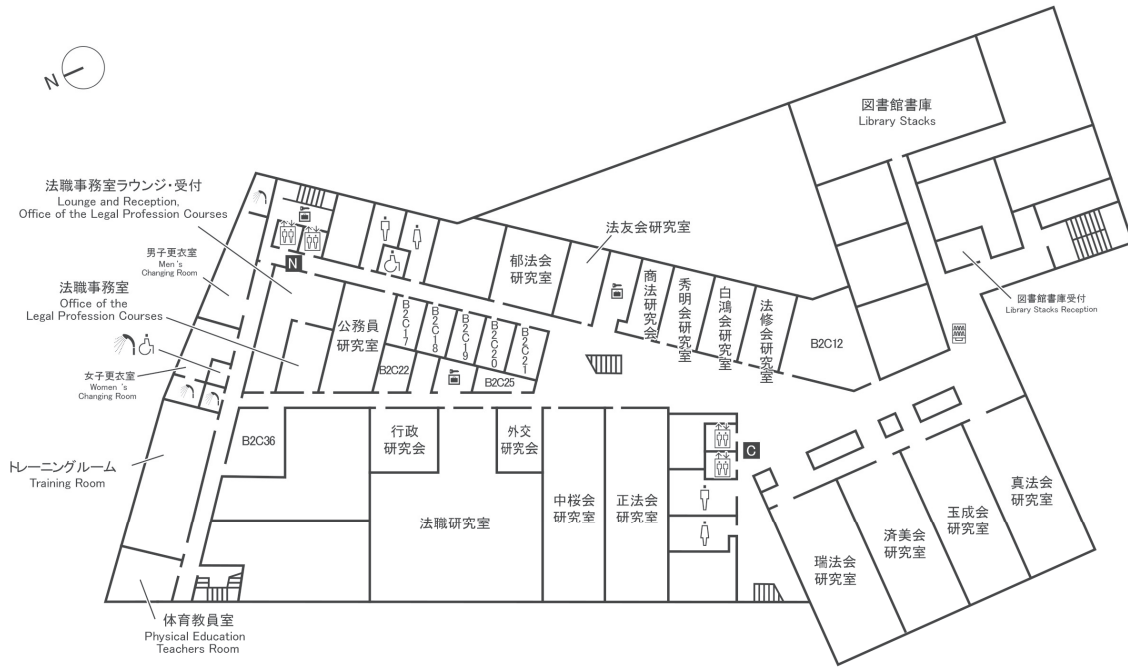 N
図書館書庫
Library Stacks
法職事務室ラウンジ・受付
Lounge and Reception,
Office of the Legal Profession Courses
男子更衣室
Men's
Changing Room
法職事務室
Office of the
Legal Profession Courses
女子更衣室
Women's
Changing Room
トレーニングルーム
Training Room
体育教員室
Physical Education
Teachers Room
N
公務員
研究室
B2C17
B2C18
B2C19
B2C20
B2C21
B2C22
B2C25
郁法会
研究室
法友会研究室
商法研究会
秀明会研究室
白鴻会研究室
法修会研究室
B2C12
図書館書庫受付
Library Stacks Reception
B2C36
行政
研究会
外交
研究会
法職研究室
中桜会
研究室
正法会
研究室
C
瑞法会
研究室
済美会
研究室
玉成会
研究室
真法会
研究室